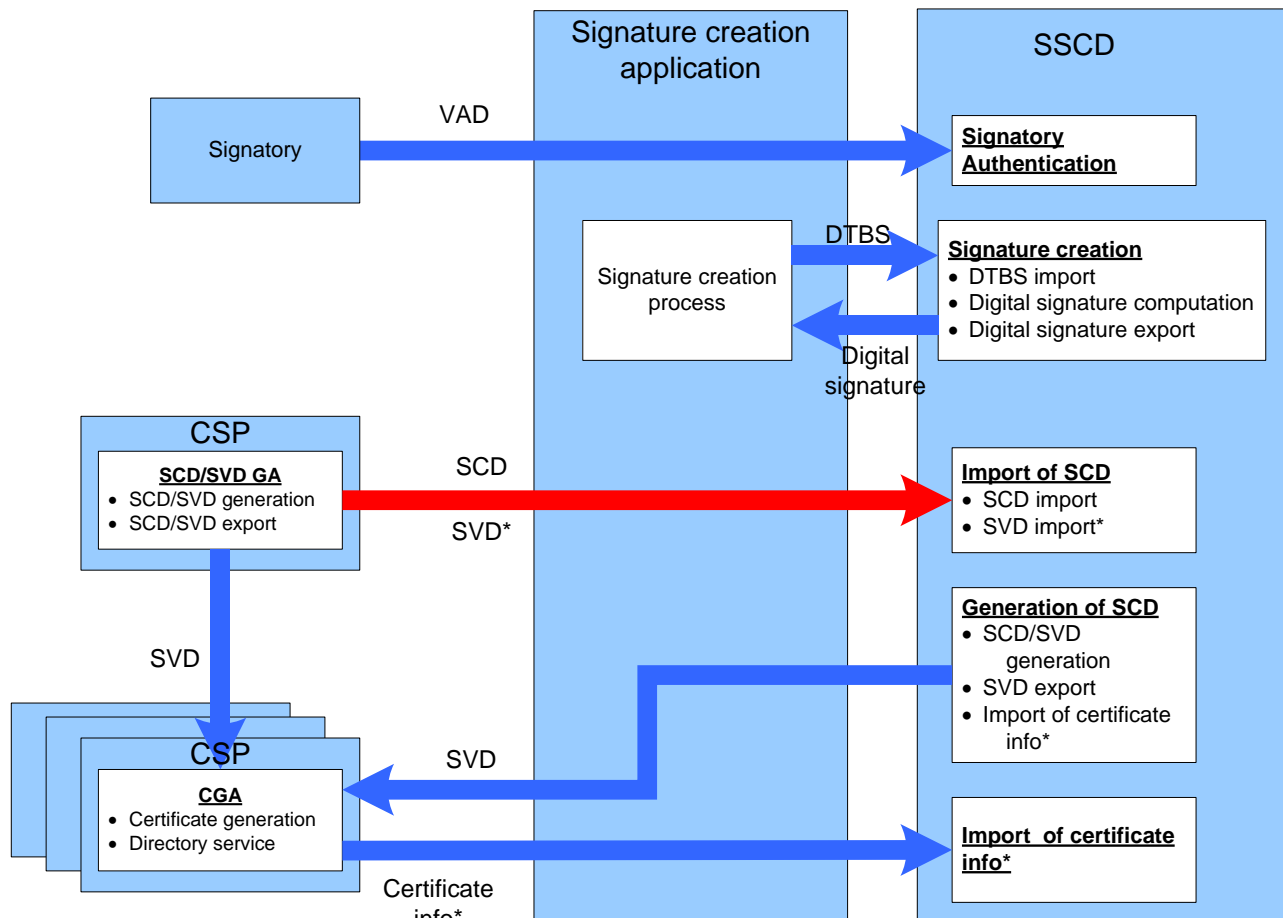 Signature creation
application
SSCD
VAD
Signatory
Signatory
Authentication
DTBS
Signature creation
process
Signature creation
• DTBS import
• Digital signature computation
• Digital signature export
Digital
signature
CSP
SCD/SVD GA
• SCD/SVD generation
• SCD/SVD export
SCD
SVD*
Import of SCD
• SCD import
• SVD import*
SVD
Generation of SCD
• SCD/SVD
generation
• SVD export
• Import of certificate
info*
CSP
SVD
CGA
• Certificate generation
• Directory service
Import of certificate
info*
Certificate
info*